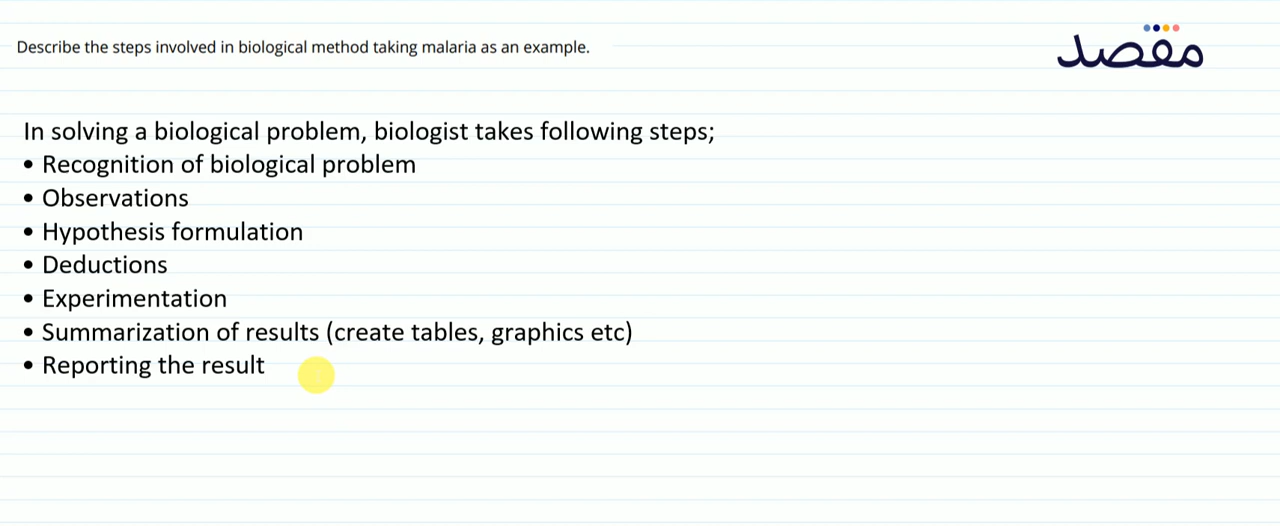 Describe the steps involved in biological method taking malaria as an example.
مقصد
In solving a biological problem, biologist takes following steps;
• Recognition of biological problem
• Observations
• Hypothesis formulation
• Deductions
• Experimentation
• Summarization of results (create tables, graphics etc)
• Reporting the result